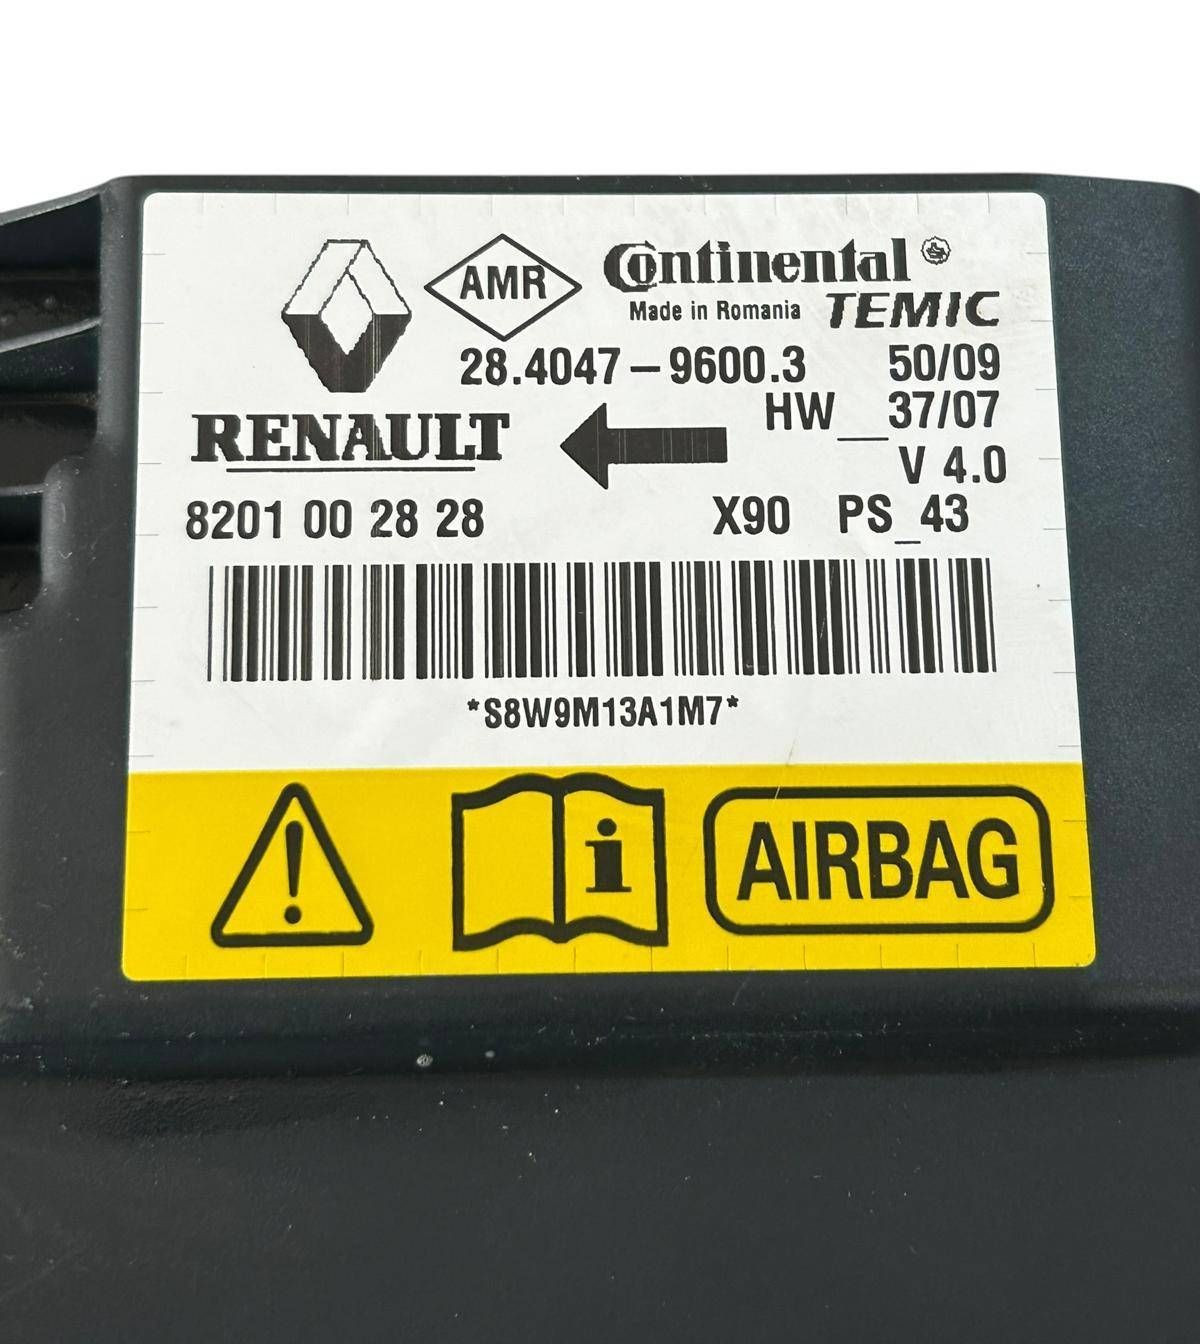 AMR
Continental
Made in Romania TEMIC
28.4047-9600.3 50/09
HW_37/07
RENAULT
V 4.0
8201 00 28 28 X90 PS_43
*S8W9M13A1M7*
! i AIRBAG